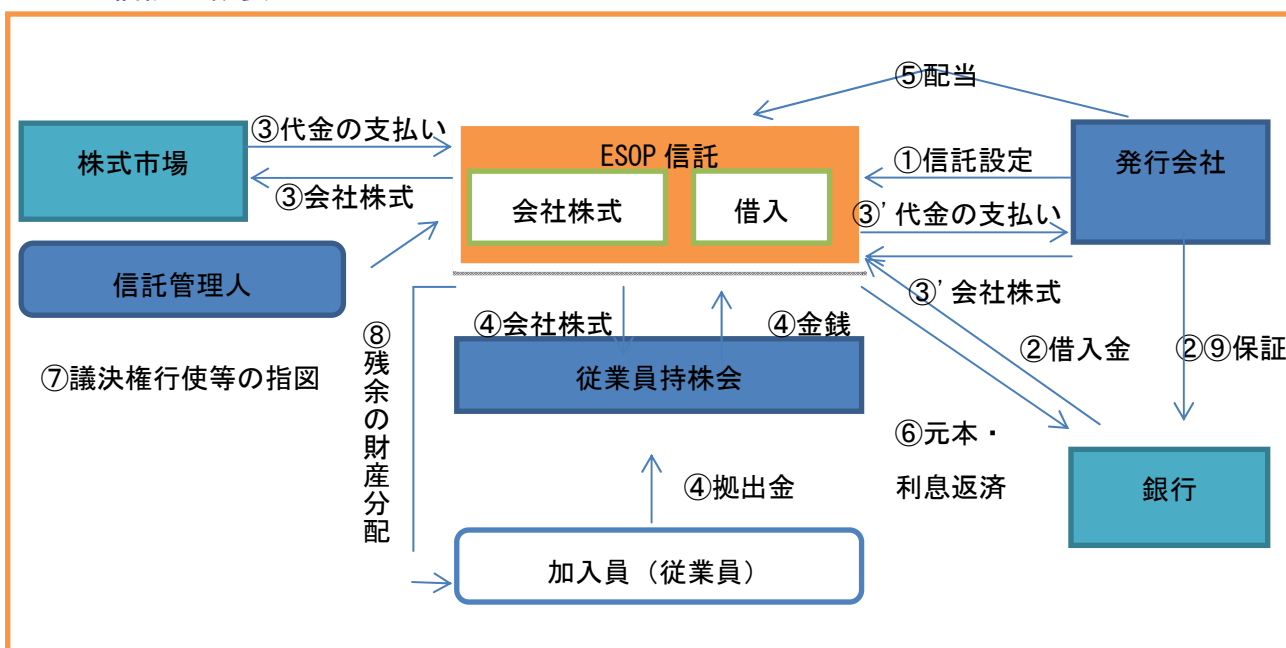 ⑤配当
③代金の支払い
株式市場
ESOP 信託
①信託設定
発行会社
③会社株式
会社株式
借入
③’代金の支払い
信託管理人
③’会社株式
④会社株式
④金銭
②借入金
②⑨保証
⑦議決権行使等の指図
⑧残余の財産分配
従業員持株会
⑥元本・
利息返済
④拠出金
銀行
加入員（従業員）